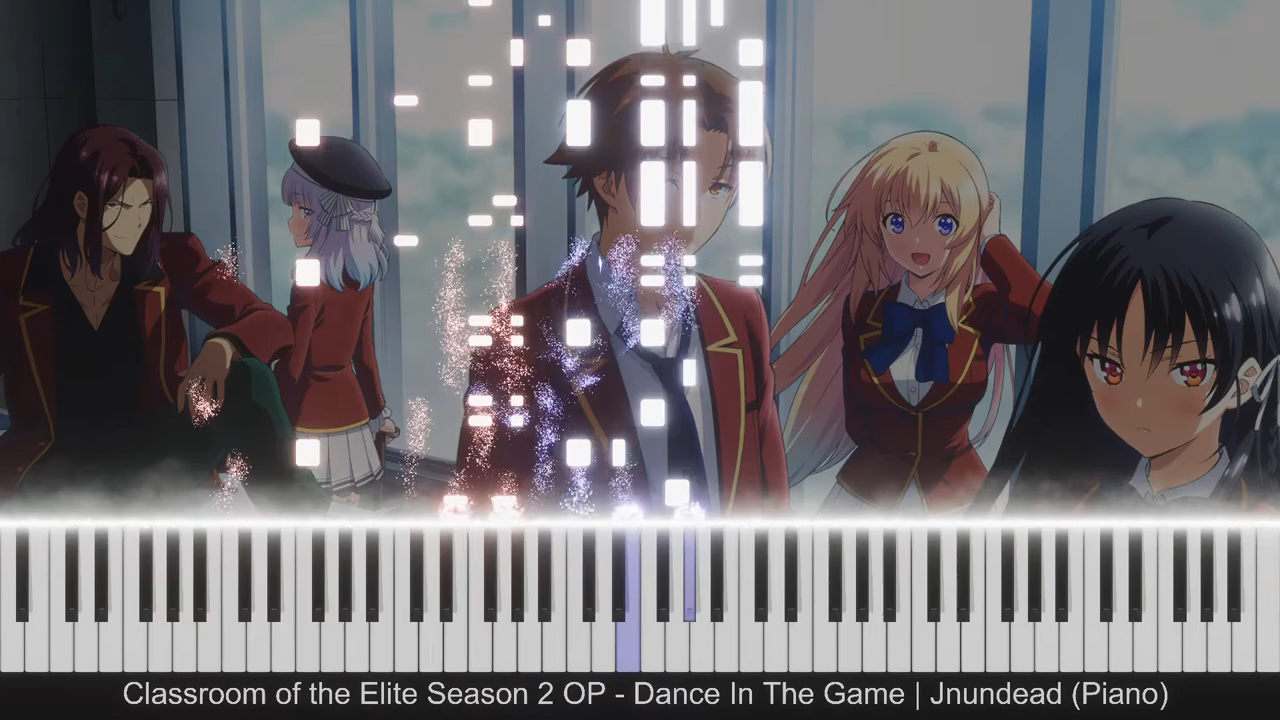 Classroom of the Elite Season 2 OP - Dance In The Game | Jnundead (Piano)